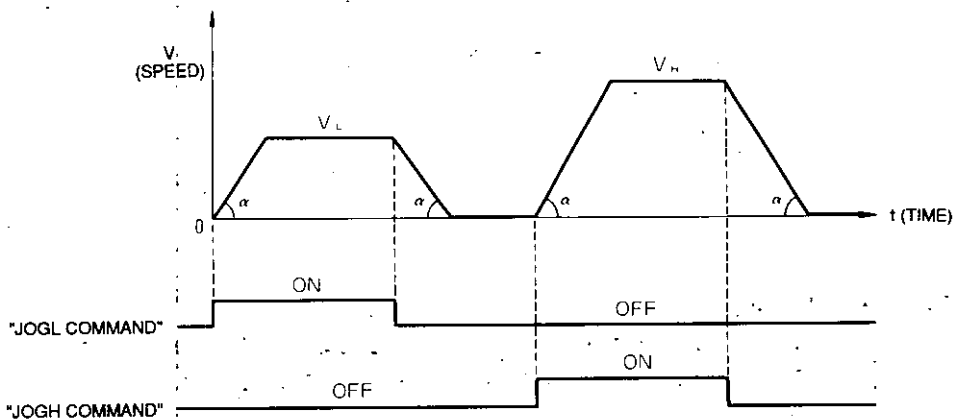 V
(SPEED)
V L
V H
α
α
α
α
0
t (TIME)
ON
"JOGL COMMAND"
OFF
ON
OFF
"JOGH COMMAND"